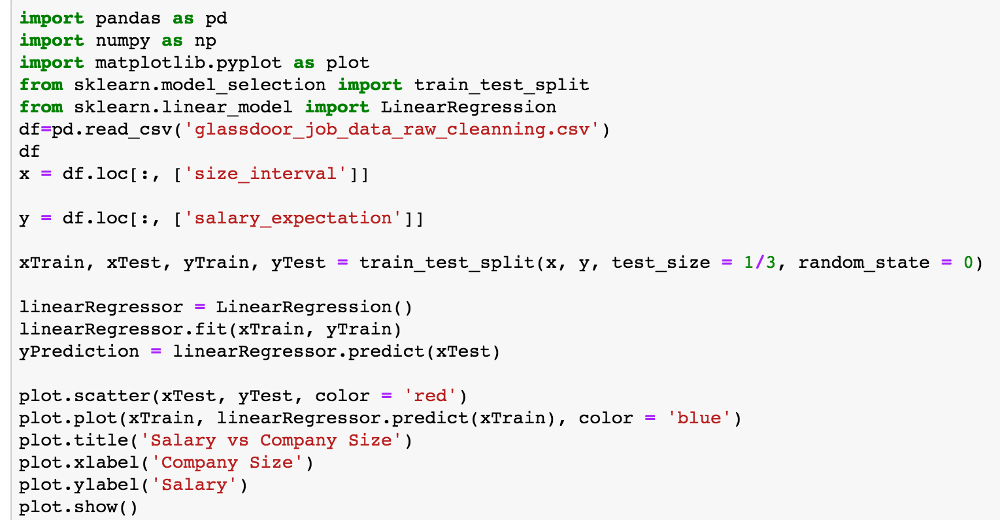 import pandas as pd
import numpy as np
import matplotlib.pyplot as plot
from sklearn.model_selection import train_test_split
from sklearn.linear_model import LinearRegression
df=pd.read_csv('glassdoor_job_data_raw_cleanning.csv')
df
x = df.loc[:, ['size_interval']]
y = df.loc[:, ['salary_expectation']]
xTrain, xTest, yTrain, yTest = train_test_split(x, y, test_size = 1/3, random_state = 0)
linearRegressor = LinearRegression()
linearRegressor.fit(xTrain, yTrain)
yPrediction = linearRegressor.predict(xTest)
plot.scatter(xTest, yTest, color = 'red')
plot.plot(xTrain, linearRegressor.predict(xTrain), color = 'blue')
plot.title('Salary vs Company Size')
plot.xlabel('Company Size')
plot.ylabel('Salary')
plot.show()